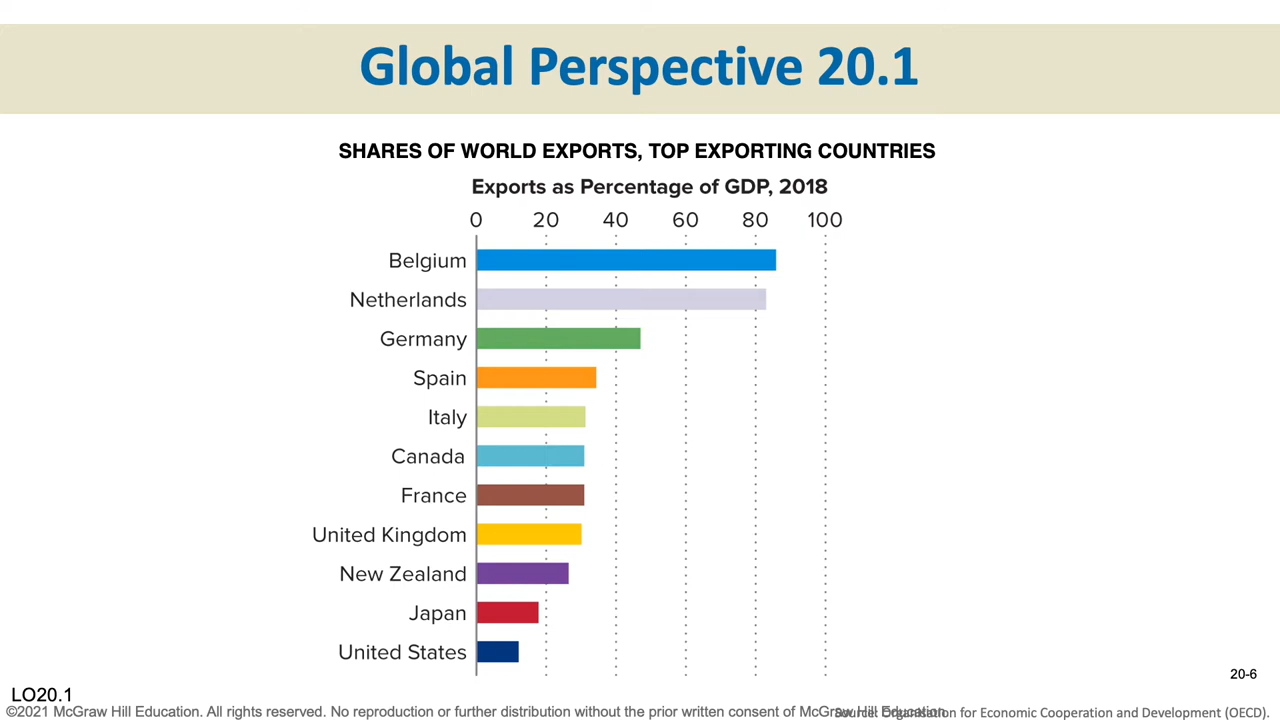 Global Perspective 20.1
SHARES OF WORLD EXPORTS, TOP EXPORTING COUNTRIES
Exports as Percentage of GDP, 2018
0 20 40 60 80 100
Belgium
Netherlands
Germany
Spain
Italy
Canada
France
United Kingdom
New Zealand
Japan
United States
20-6
LO20.1
©2021 McGraw Hill Education. All rights reserved. No reproduction or further distribution without the prior written consent of McGraw Hill Education.
Source: Organisation for Economic Cooperation and Development (OECD).